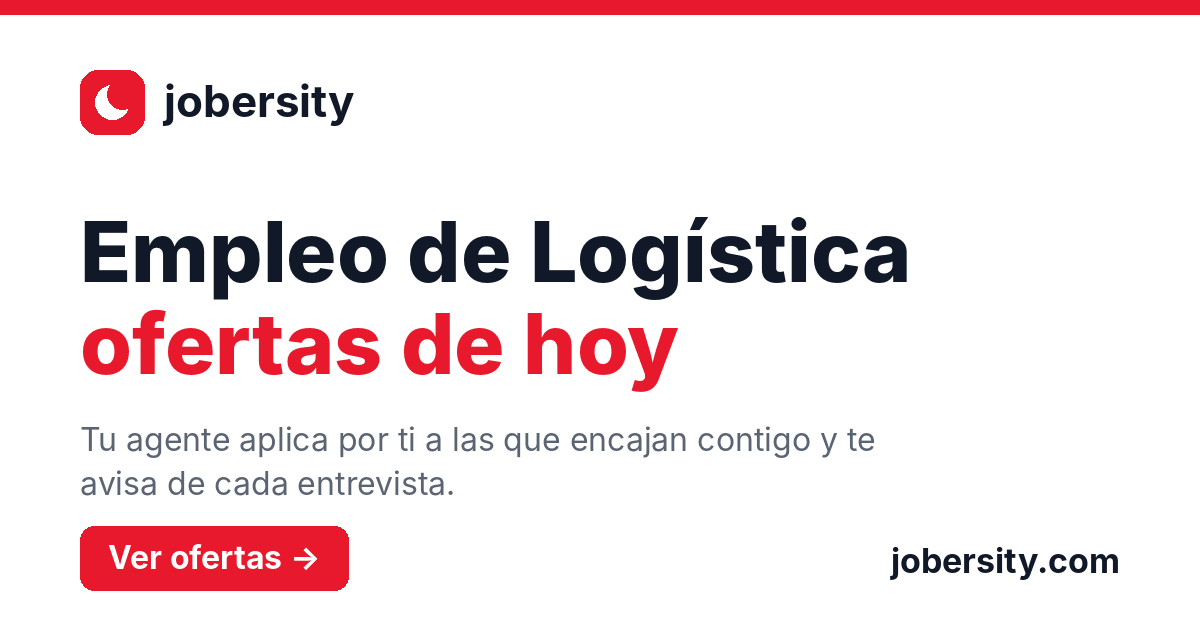 jobersity
Empleo de Logística
ofertas de hoy
Tu agente aplica por ti a las que encajan contigo y te
avisa de cada entrevista.
Ver ofertas →
jobersity.com